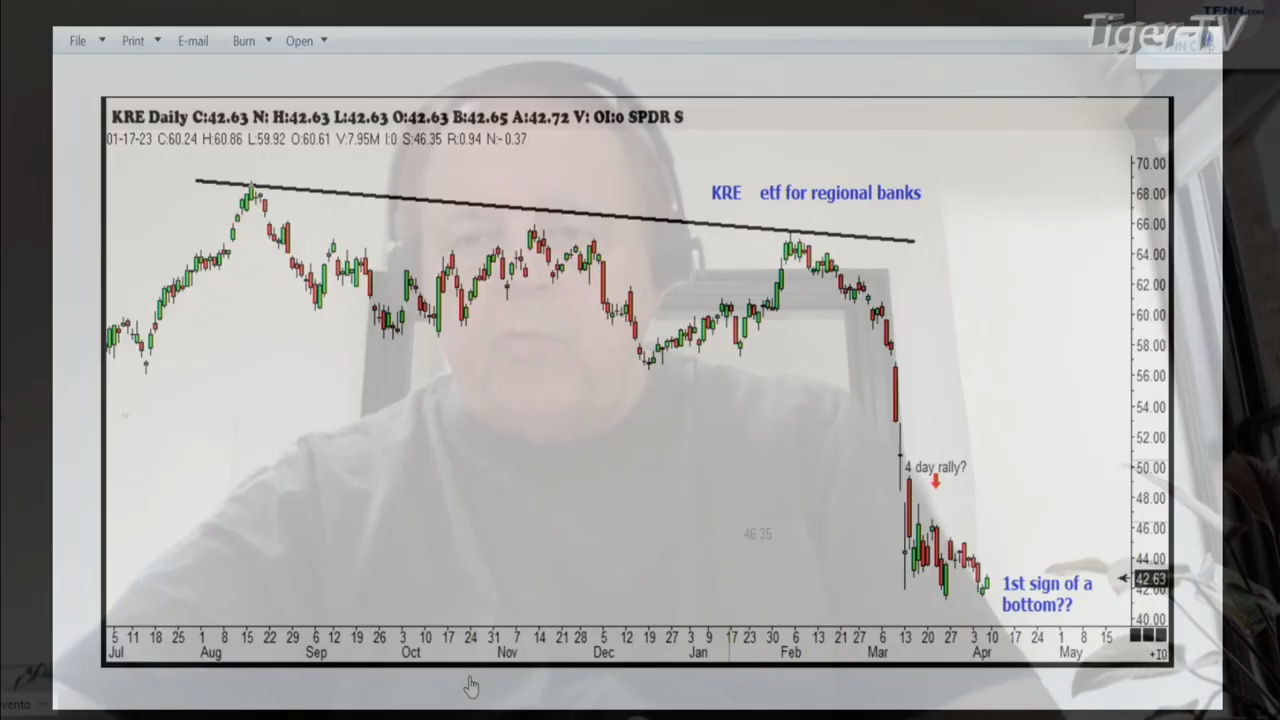 TFNN.COM
Tiger TV
File Print E-mail Burn Open
KRE Daily C:42.63 N: H:42.63 L:42.63 O:42.63 B:42.65 A:42.72 V: OI:0 SPDR S
01-17-23 C:60.24 H:60.86 L:59.92 O:60.61 V:7.95M I:0 S:46.35 R:0.94 N:-0.37
70.00
KRE etf for regional banks
68.00
66.00
64.00
62.00
60.00
58.00
56.00
54.00
52.00
4 day rally?
50.00
48.00
46.35
46.00
44.00
1st sign of a
bottom??
42.63
42.00
40.00
5 11 18 25 1 8 15 22 29 6 12 19 26 3 10 17 24 31 7 14 21 28 5 12 19 27 3 9 17 23 30 6 13 21 27 6 13 20 27 3 10 17 24 1 8 15
Jul Aug Sep Oct Nov Dec Jan Feb Mar Apr May
+10
vento